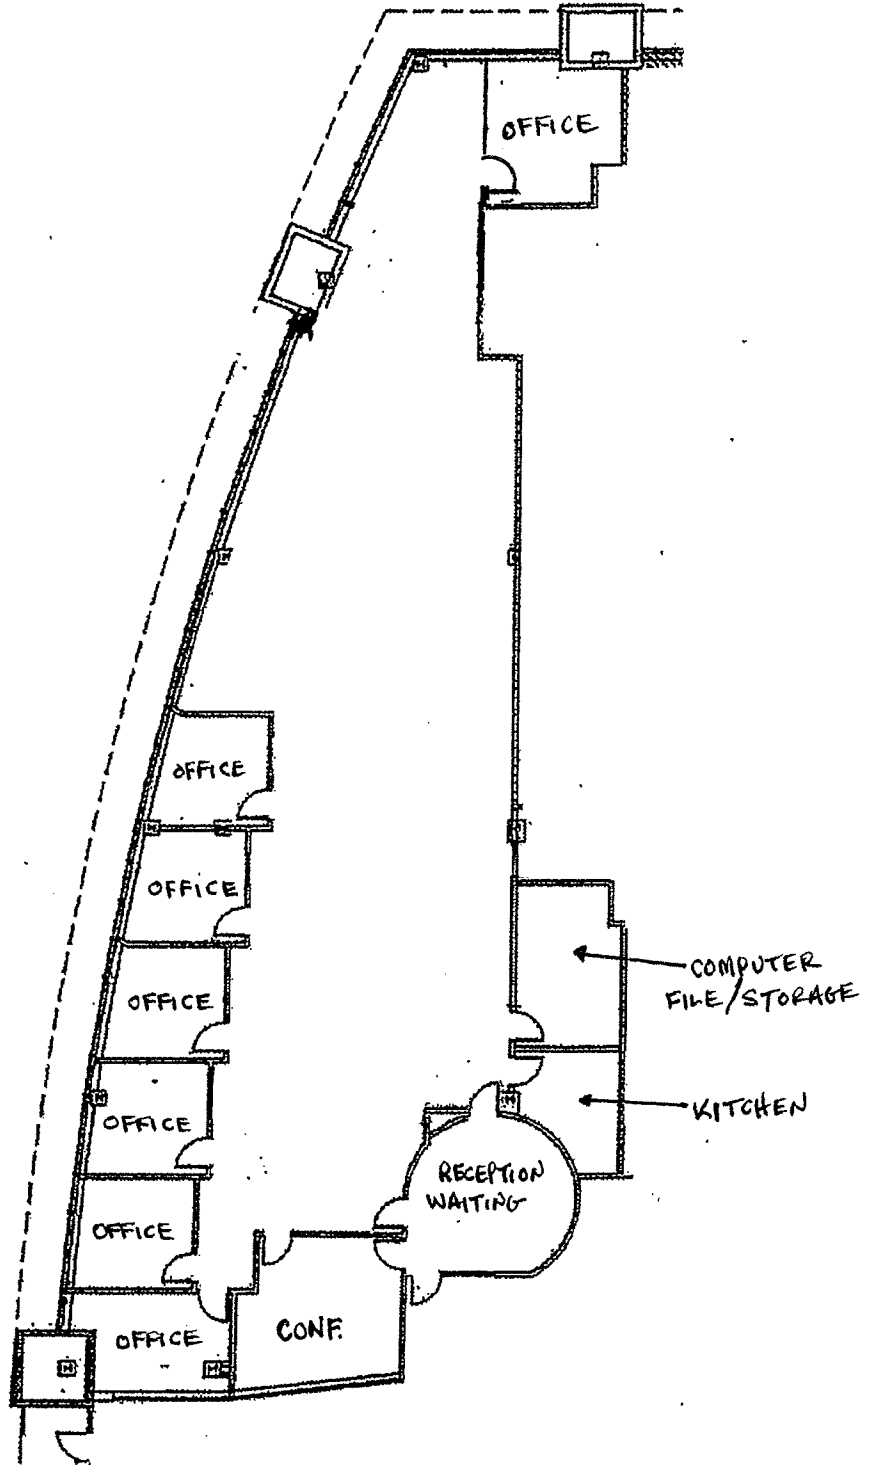 OFFICE
OFFICE
OFFICE
COMPUTER
FILE/STORAGE
OFFICE
KITCHEN
OFFICE
RECEPTION
WAITING
OFFICE
CONF.
OFFICE